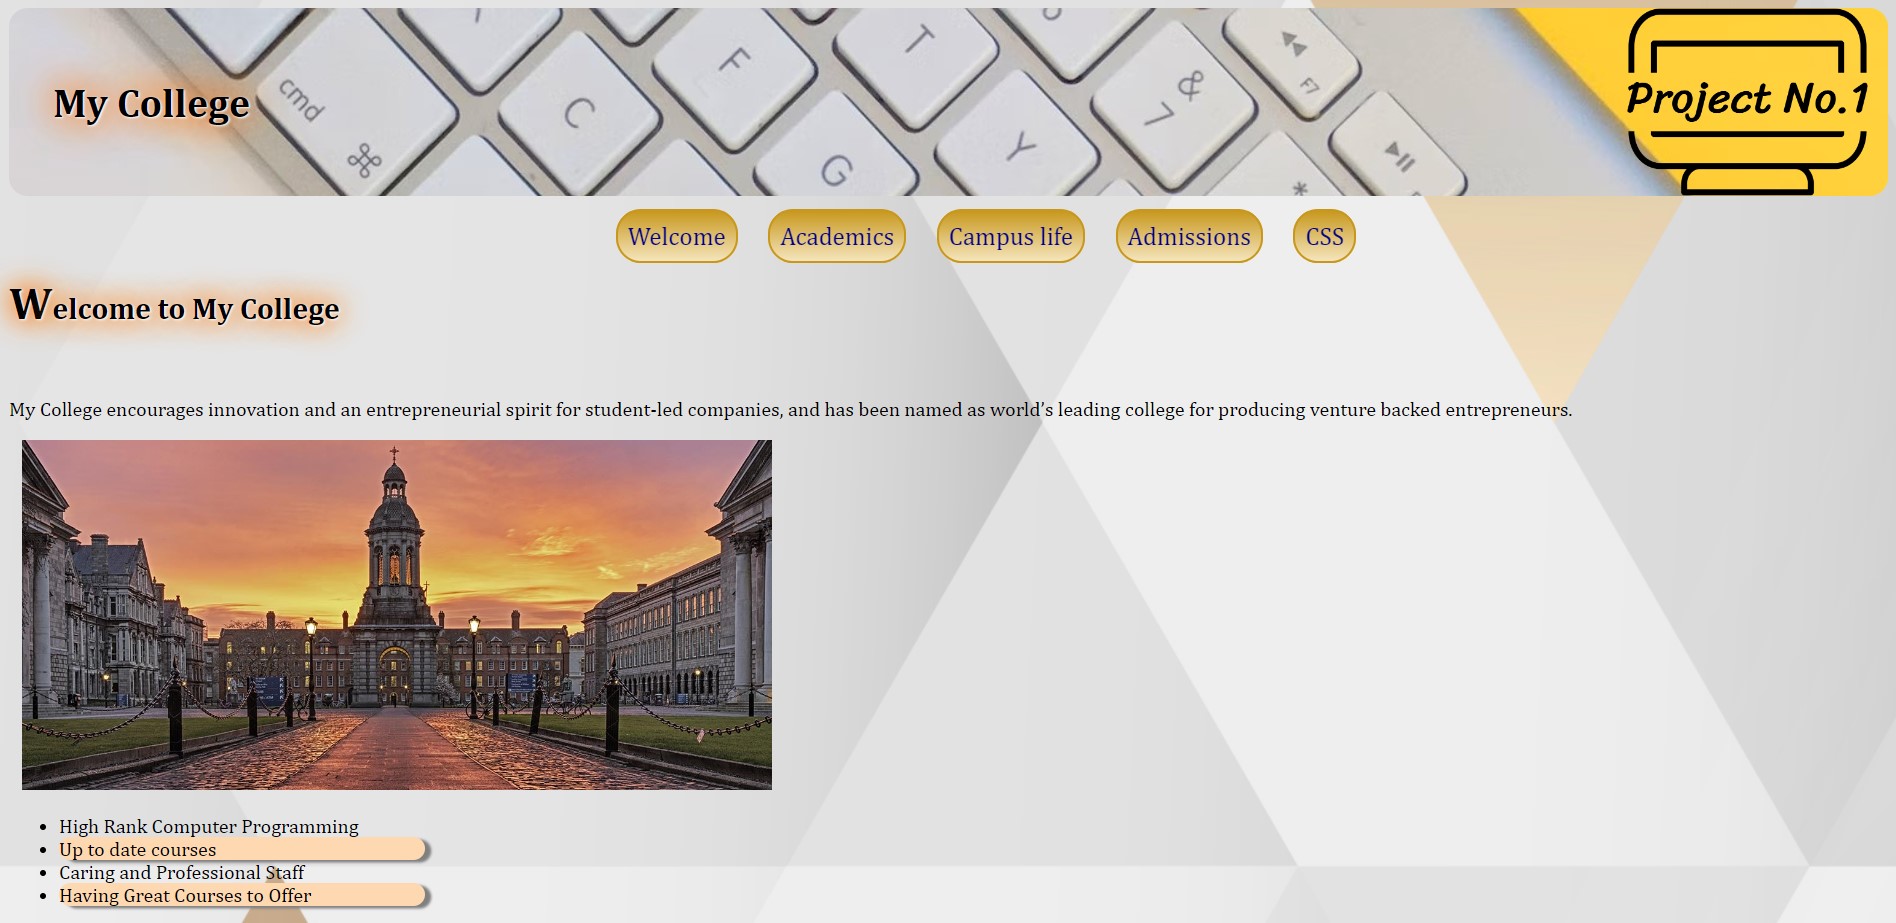 cmd
⌘
C
F
G
T
Y
&
7
F7
*
My College
Project No.1
Welcome
Academics
Campus life
Admissions
CSS
Welcome to My College
My College encourages innovation and an entrepreneurial spirit for student-led companies, and has been named as world’s leading college for producing venture backed entrepreneurs.
High Rank Computer Programming
Up to date courses
Caring and Professional Staff
Having Great Courses to Offer